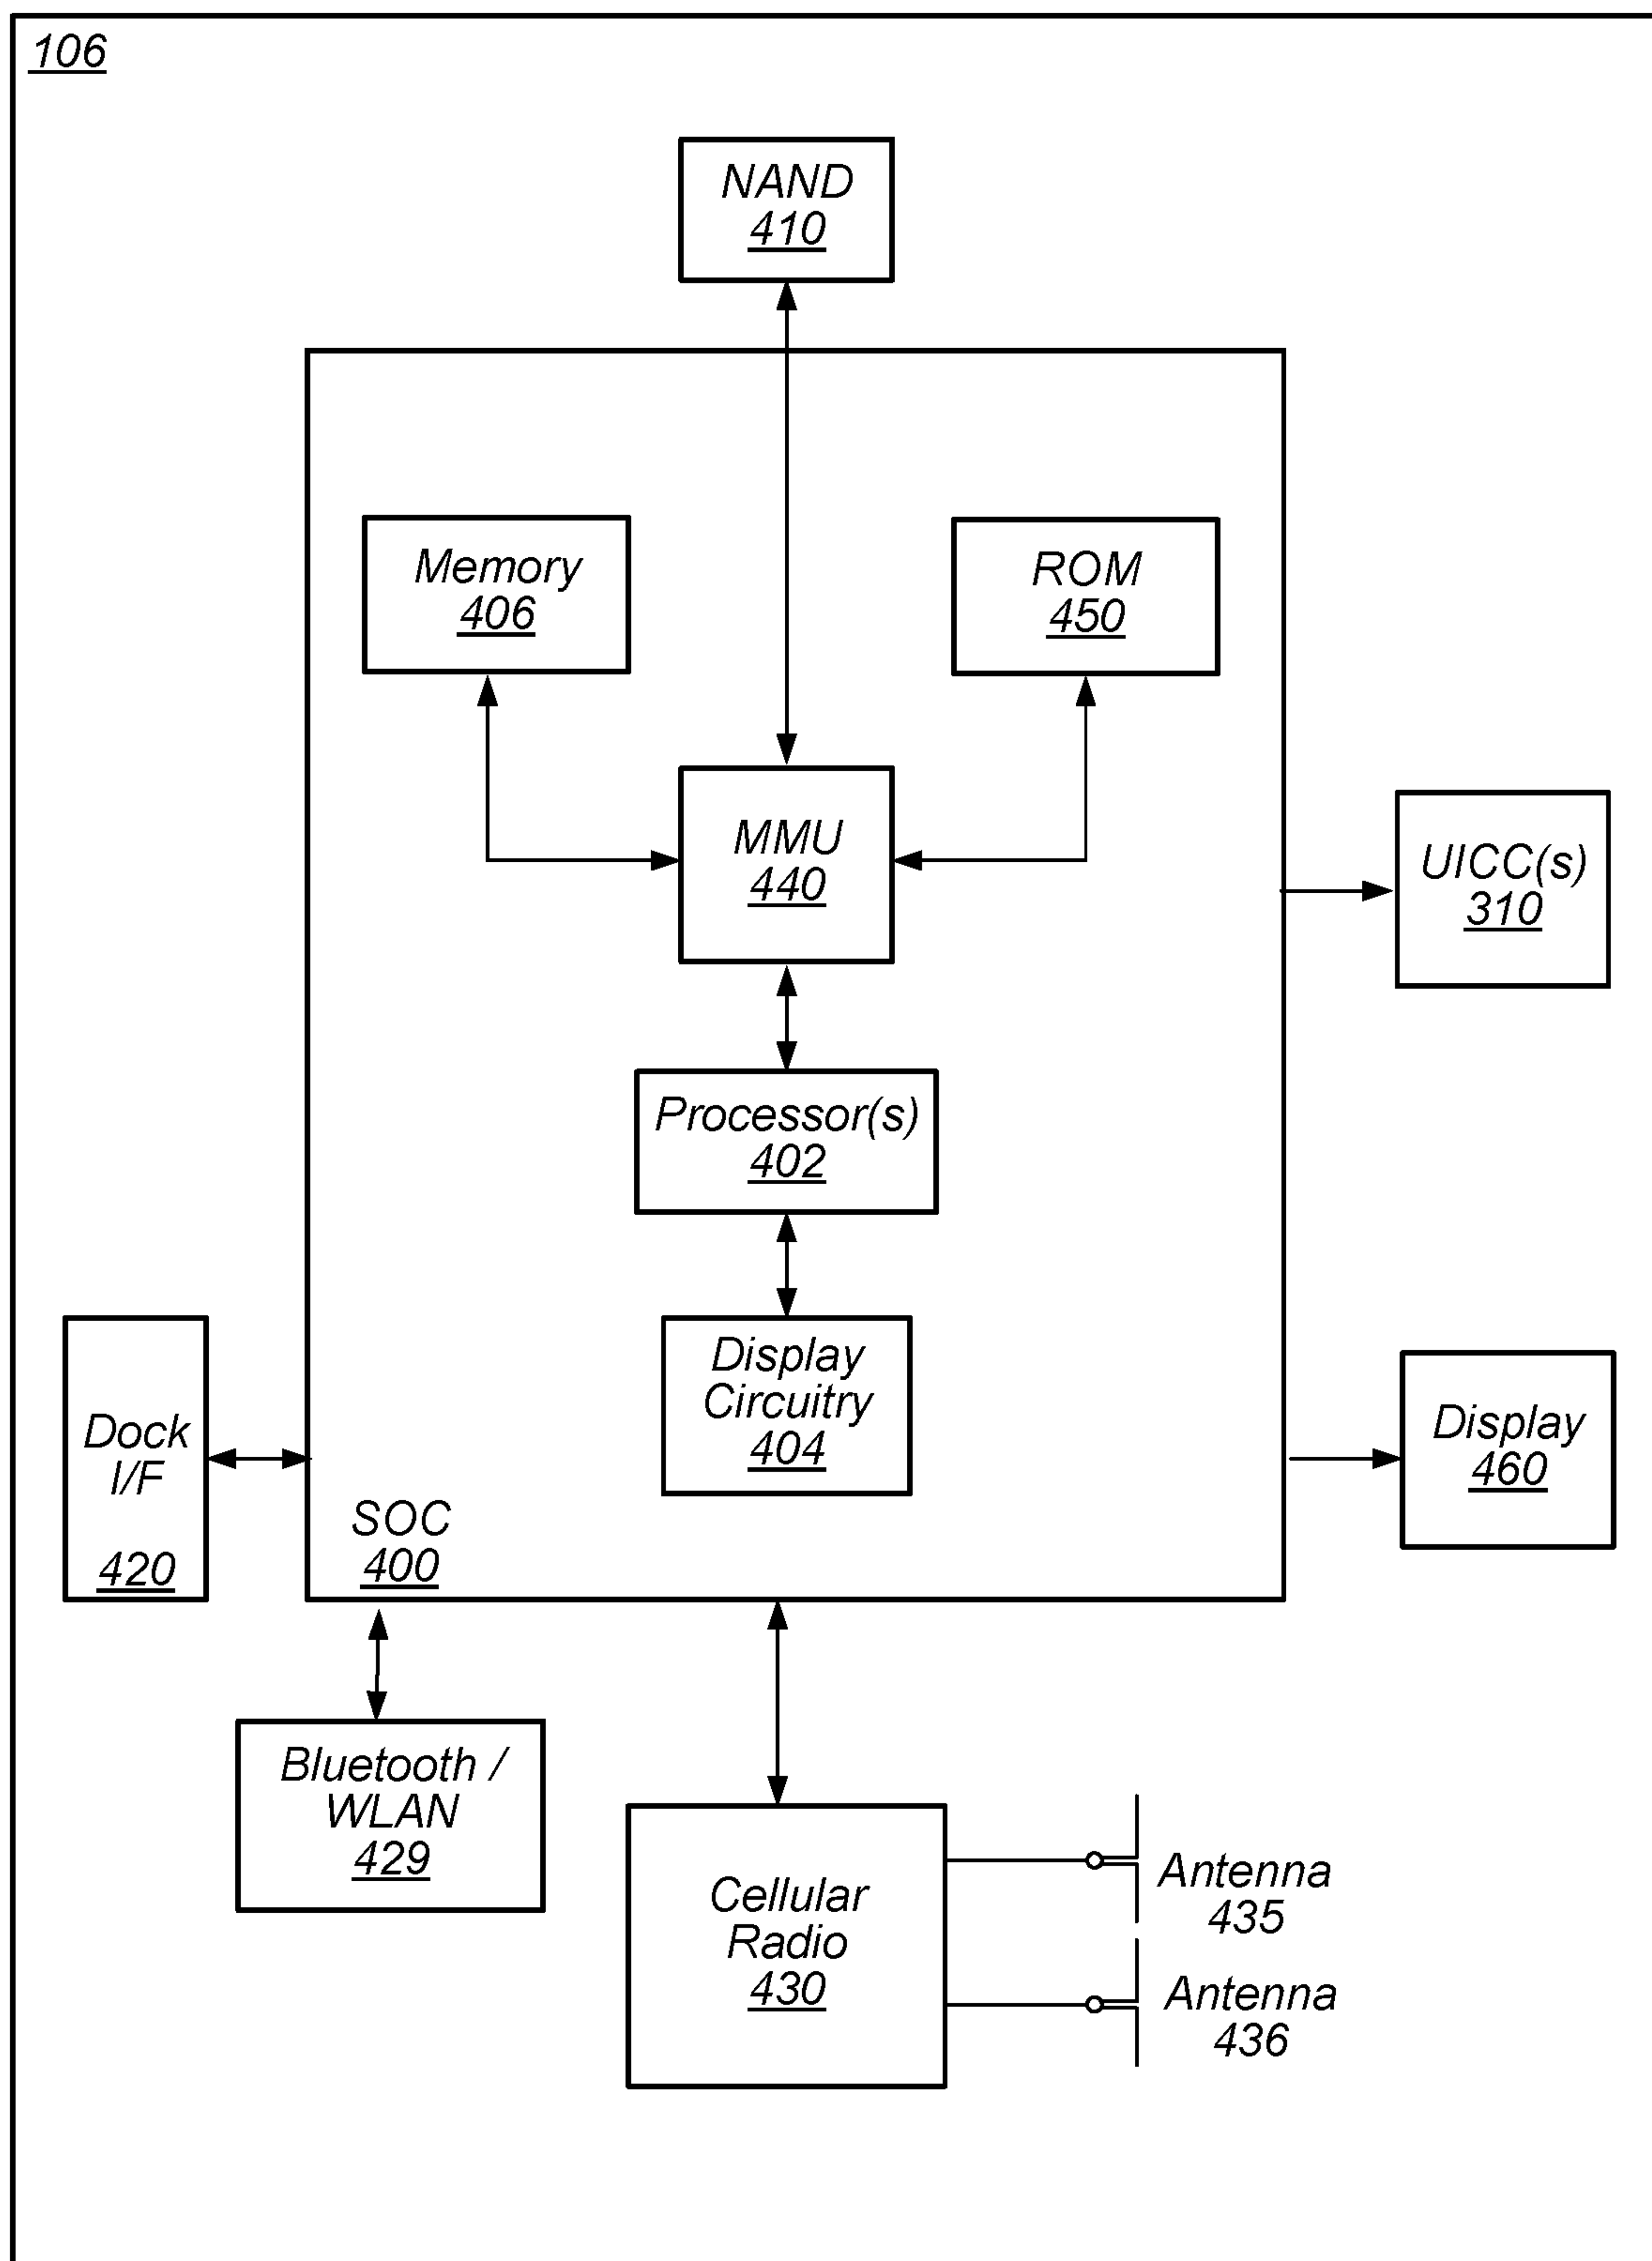 106
NAND
410
Memory
406
ROM
450
MMU
440
UICC(s)
310
Processor(s)
402
Display
Circuitry
404
Dock
I/F
420
Display
460
SOC
400
Bluetooth /
WLAN
429
Cellular
Radio
430
Antenna
435
Antenna
436